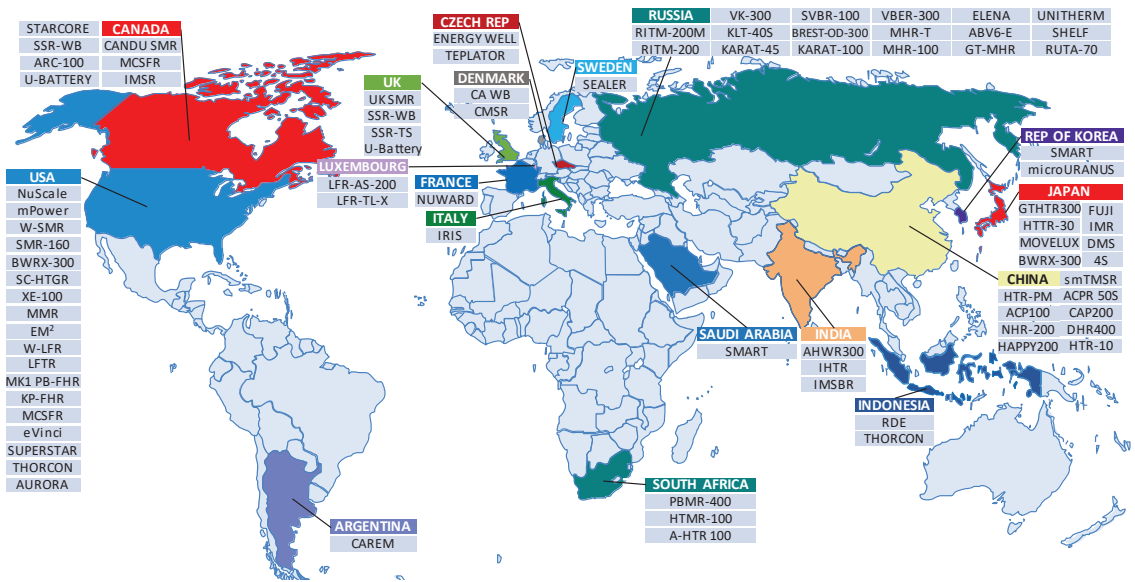 STARCORE CANADA
SSR-WB CANDU SMR
ARC-100 MCSFR
U-BATTERY IMSR
CZECH REP
ENERGY WELL
TEPLATOR
RUSSIA VK-300 SVBR-100 VBER-300 ELENA UNITHERM
RITM-200M KLT-40S BREST-OD-300 MHR-T ABV6-E SHELF
RITM-200 KARAT-45 KARAT-100 MHR-100 GT-MHR RUTA-70
UK
UK SMR
SSR-WB
SSR-TS
U-Battery
DENMARK
CA WB
CMSR
SWEDEN
SEALER
LUXEMBOURG
LFR-AS-200
LFR-TL-X
FRANCE
NUWARD
ITALY
IRIS
REP OF KOREA
SMART
microURANUS
JAPAN
GTHTR300 FUJI
HTTR-30 IMR
MOVELUX DMS
BWRX-300 4S
USA
NuScale
mPower
W-SMR
SMR-160
BWRX-300
SC-HTGR
XE-100
MMR
EM²
W-LFR
LFTR
MK1 PB-FHR
KP-FHR
MCSFR
eVinci
SUPERSTAR
THORCON
AURORA
CHINA smTMSR
HTR-PM ACPR 50S
ACP100 CAP200
NHR-200 DHR400
HAPPY200 HTR-10
SAUDI ARABIA
SMART
INDIA
AHWR300
IHTR
IMSBR
INDONESIA
RDE
THORCON
SOUTH AFRICA
PBMR-400
HTMR-100
A-HTR 100
ARGENTINA
CAREM